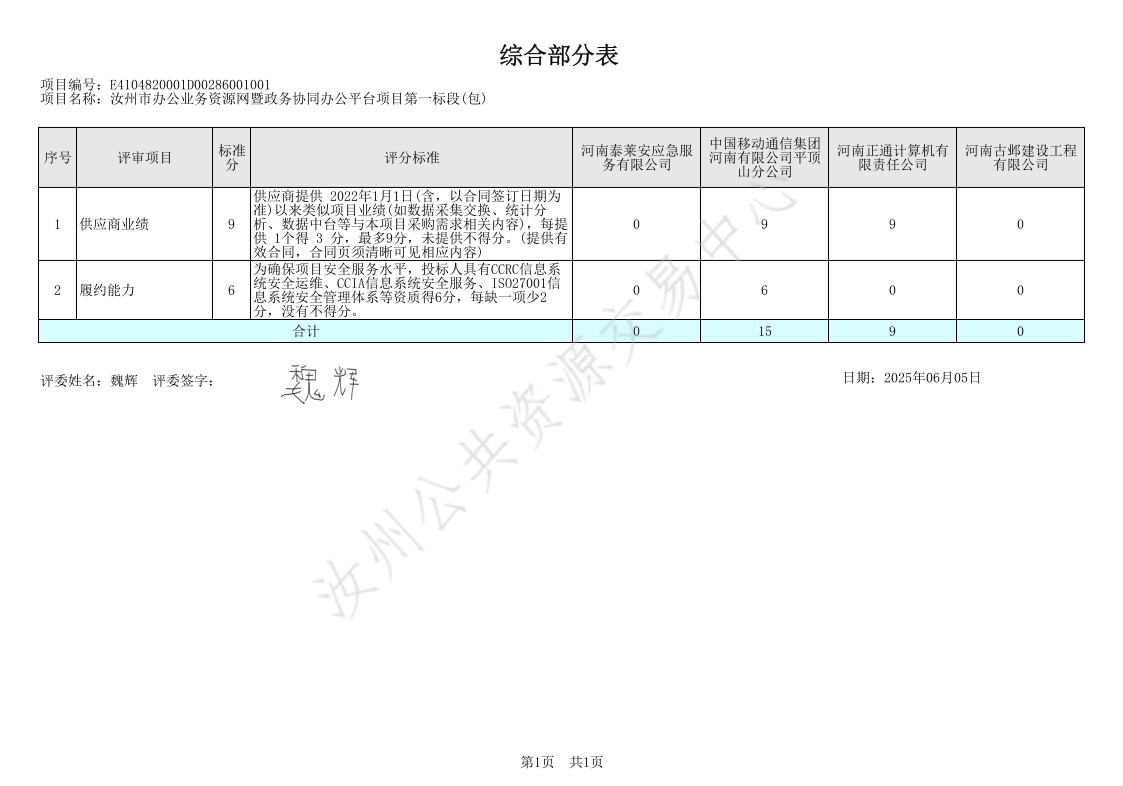 综合部分表
项目编号: E4104820001D00286001001
项目名称: 汝州市办公业务资源网暨政务协同办公平台项目第一标段(包)
序号 评审项目 标准分 评分标准 河南泰莱安应急服务有限公司 中国移动通信集团河南有限公司平顶山分公司 河南正通计算机有限责任公司 河南古邺建设工程有限公司
1 供应商业绩 9
供应商提供 2022年1月1日(含, 以合同签订日期为
准)以来类似项目业绩(如数据采集交换、统计分
析、数据中台等与本项目采购需求相关内容), 每提
供 1个得 3 分, 最多9分, 未提供不得分。(提供有
效合同, 合同页须清晰可见相应内容)
0 9 9 0
2 履约能力 6
为确保项目安全服务水平, 投标人具有CCRC信息系
统安全运维、CCIA信息系统安全服务、ISO27001信
息系统安全管理体系等资质得6分, 每缺一项少2
分, 没有不得分。
0 6 0 0
合计 0 15 9 0
评委姓名: 魏辉 评委签字: 魏辉
日期: 2025年06月05日
汝州公共资源交易中心
第1页 共1页